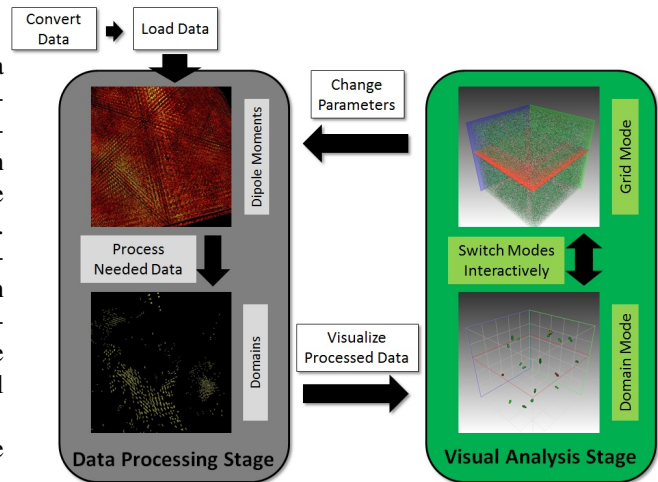 Convert
Data
Load Data
Change
Parameters
Dipole Moments
Process
Needed Data
Domains
Data Processing Stage
Visualize
Processed Data
Grid Mode
Switch Modes
Interactively
Domain Mode
Visual Analysis Stage